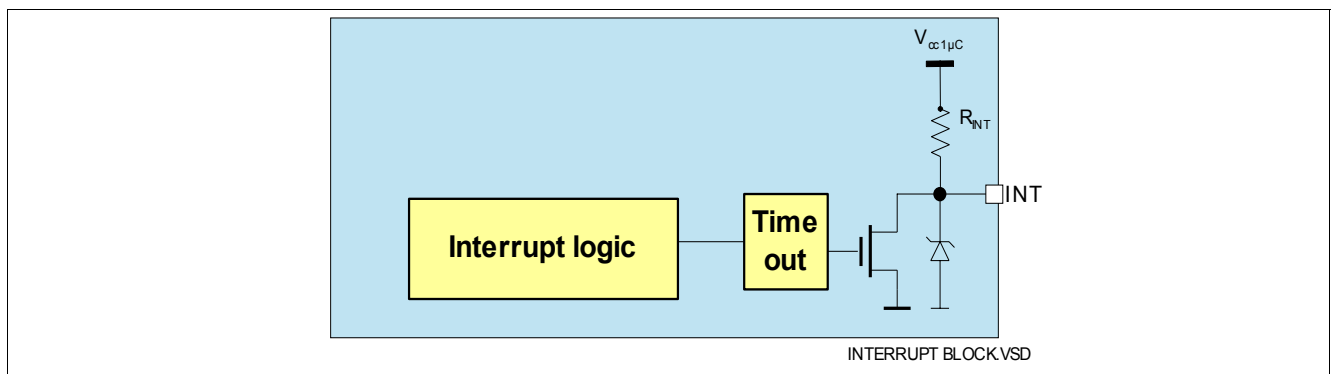 Vcc1µC
RINT
INT
Interrupt logic
Time
out
INTERRUPT BLOCK.VSD